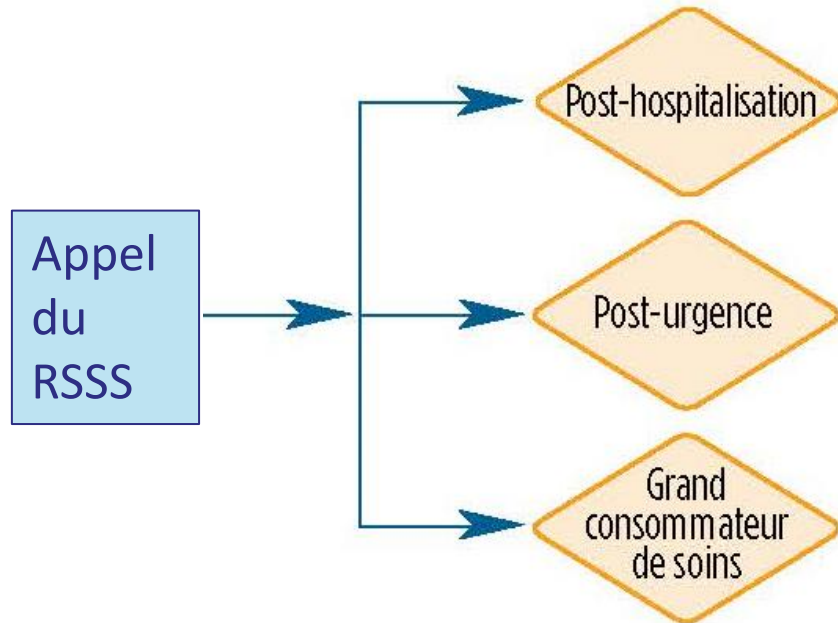 Appel
du
RSSS
Post-hospitalisation
Post-urgence
Grand
consommateur
de soins